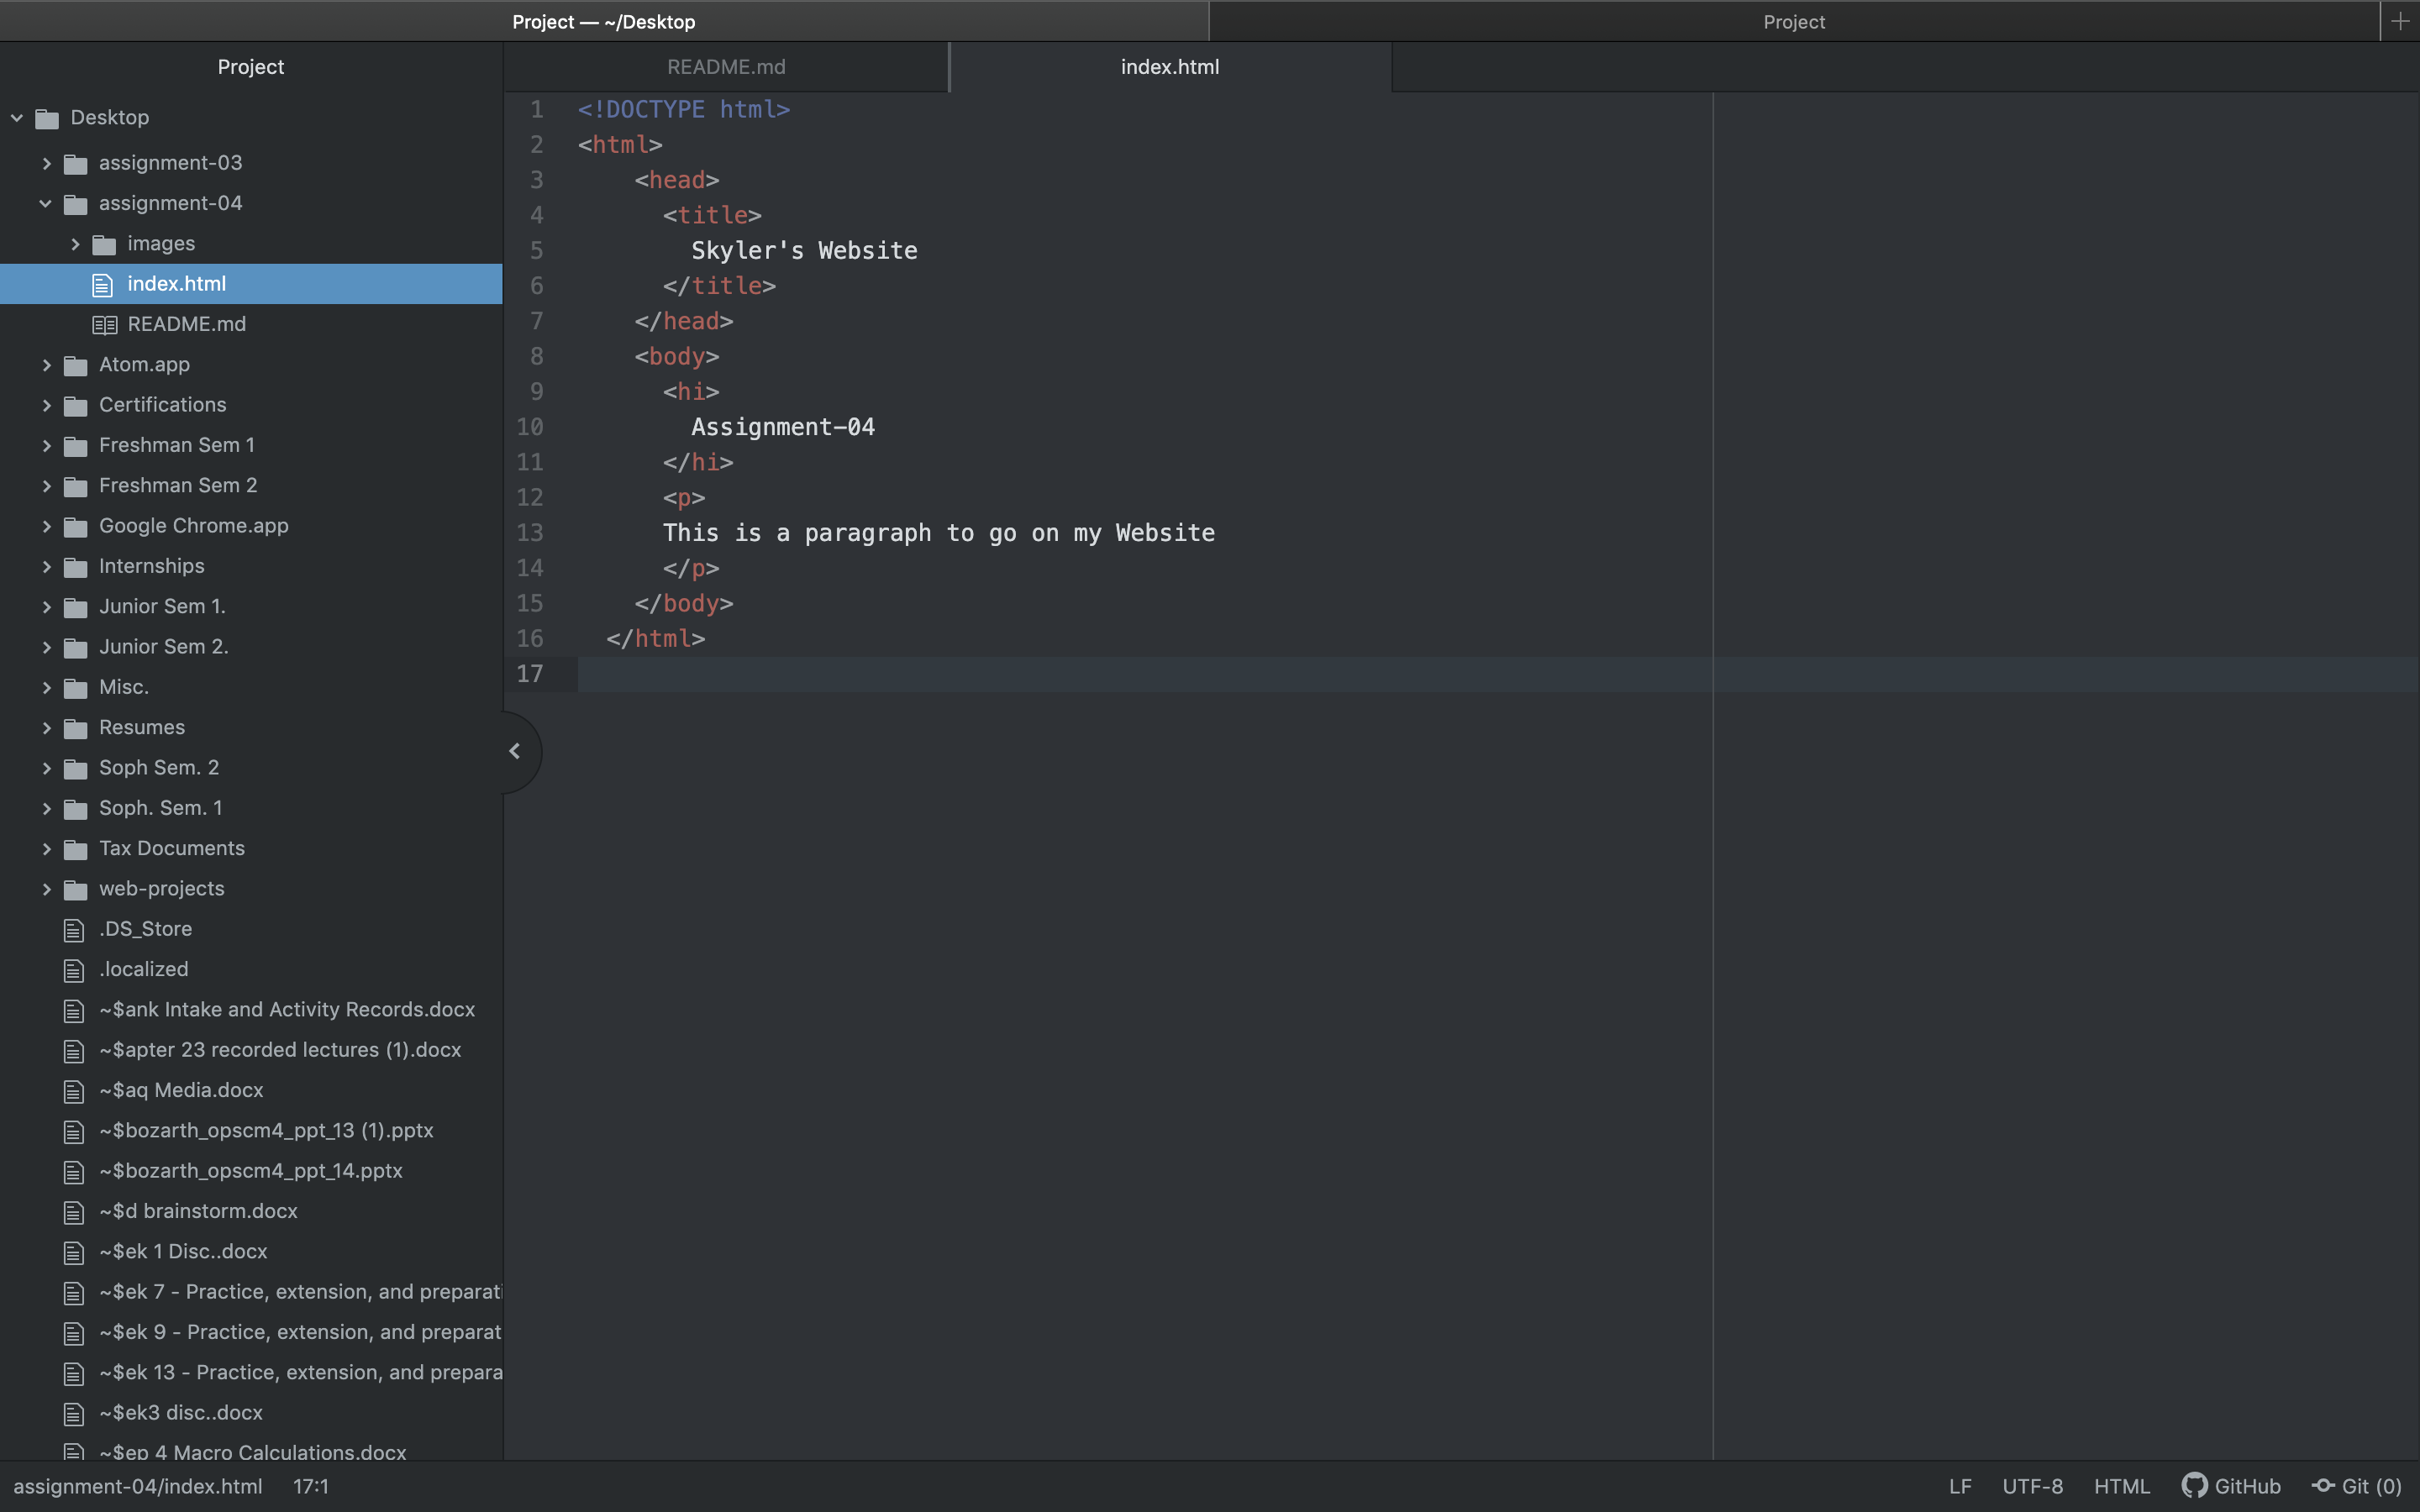 Project — ~/Desktop
Project
Project
README.md
index.html
Desktop
assignment-03
assignment-04
images
index.html
README.md
Atom.app
Certifications
Freshman Sem 1
Freshman Sem 2
Google Chrome.app
Internships
Junior Sem 1.
Junior Sem 2.
Misc.
Resumes
Soph Sem. 2
Soph. Sem. 1
Tax Documents
web-projects
.DS_Store
.localized
~$ank Intake and Activity Records.docx
~$apter 23 recorded lectures (1).docx
~$aq Media.docx
~$bozarth_opscm4_ppt_13 (1).pptx
~$bozarth_opscm4_ppt_14.pptx
~$d brainstorm.docx
~$ek 1 Disc..docx
~$ek 7 - Practice, extension, and preparati
~$ek 9 - Practice, extension, and preparat
~$ek 13 - Practice, extension, and prepara
~$ek3 disc..docx
~$ep 4 Macro Calculations.docx
1 <!DOCTYPE html>
2 <html>
3 <head>
4 <title>
5 Skyler's Website
6 </title>
7 </head>
8 <body>
9 <hi>
10 Assignment-04
11 </hi>
12 <p>
13 This is a paragraph to go on my Website
14 </p>
15 </body>
16 </html>
17
assignment-04/index.html 17:1
LF UTF-8 HTML GitHub Git (0)